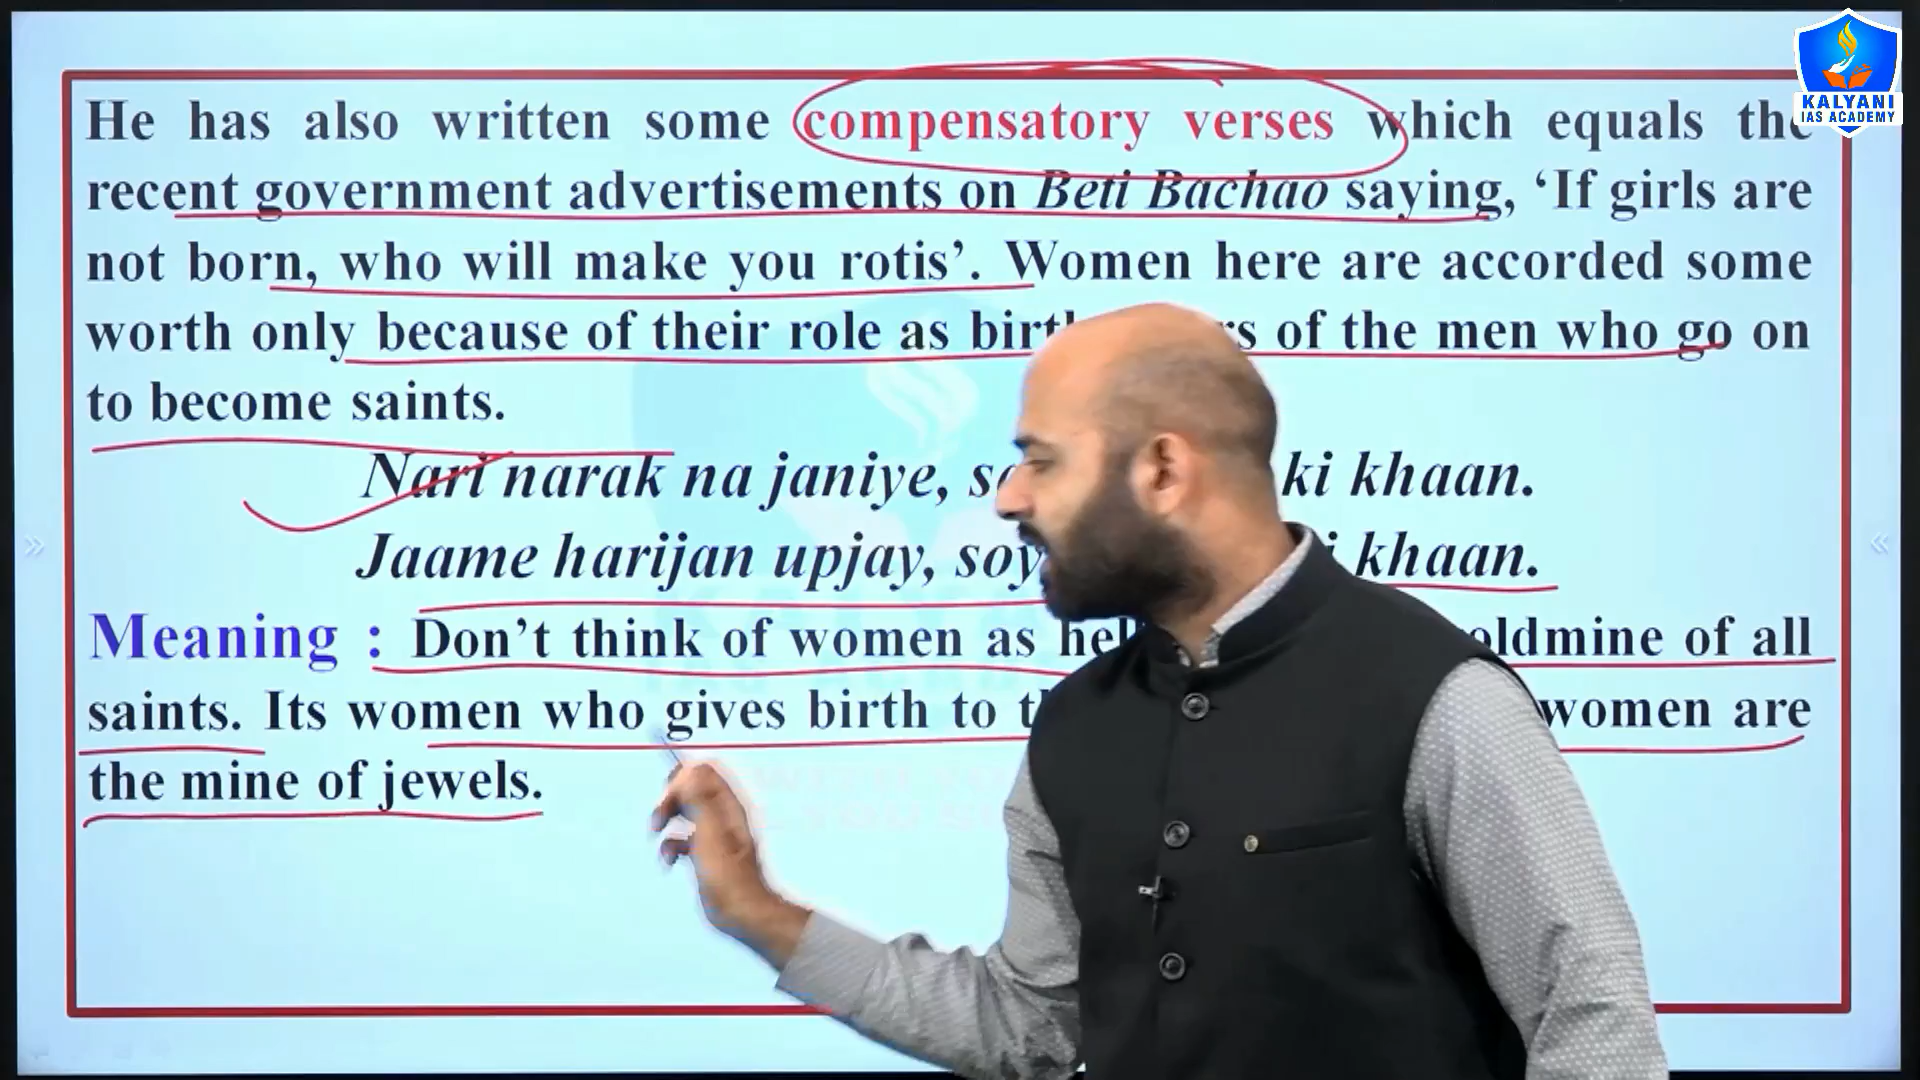 KALYANI
IAS ACADEMY
He has also written some compensatory verses which equals the
recent government advertisements on Beti Bachao saying, ‘If girls are
not born, who will make you rotis’. Women here are accorded some
worth only because of their role as of the men who go on
to become saints.
Nari narak na janiye, ki khaan.
Jaame harijan upjay, khaan.
Meaning : Don’t think of women as of all
saints. Its women who gives birth to women are
the mine of jewels.